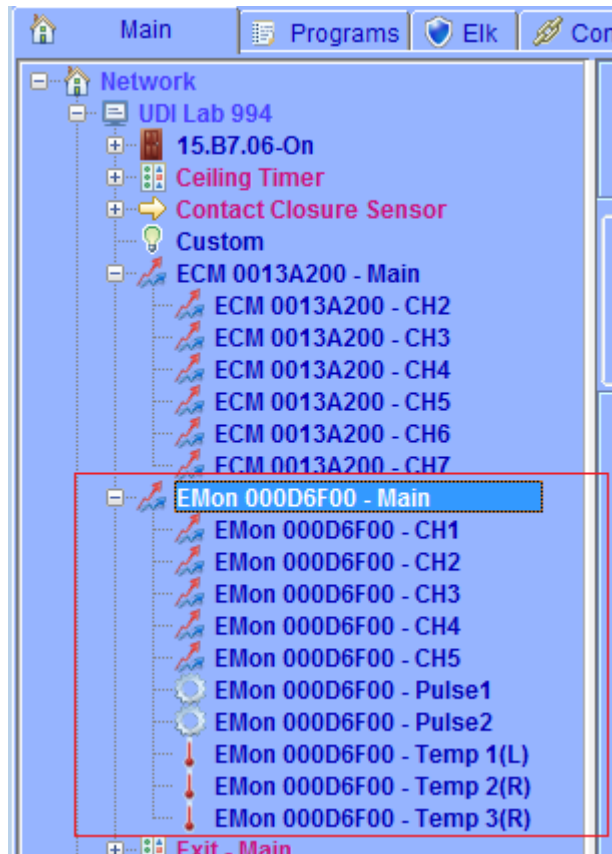 Main Programs Elk Con
Network
UDI Lab 994
15.B7.06-On
Ceiling Timer
Contact Closure Sensor
Custom
ECM 0013A200 - Main
ECM 0013A200 - CH2
ECM 0013A200 - CH3
ECM 0013A200 - CH4
ECM 0013A200 - CH5
ECM 0013A200 - CH6
ECM 0013A200 - CH7
EMon 000D6F00 - Main
EMon 000D6F00 - CH1
EMon 000D6F00 - CH2
EMon 000D6F00 - CH3
EMon 000D6F00 - CH4
EMon 000D6F00 - CH5
EMon 000D6F00 - Pulse1
EMon 000D6F00 - Pulse2
EMon 000D6F00 - Temp 1(L)
EMon 000D6F00 - Temp 2(R)
EMon 000D6F00 - Temp 3(R)
Exit - Main